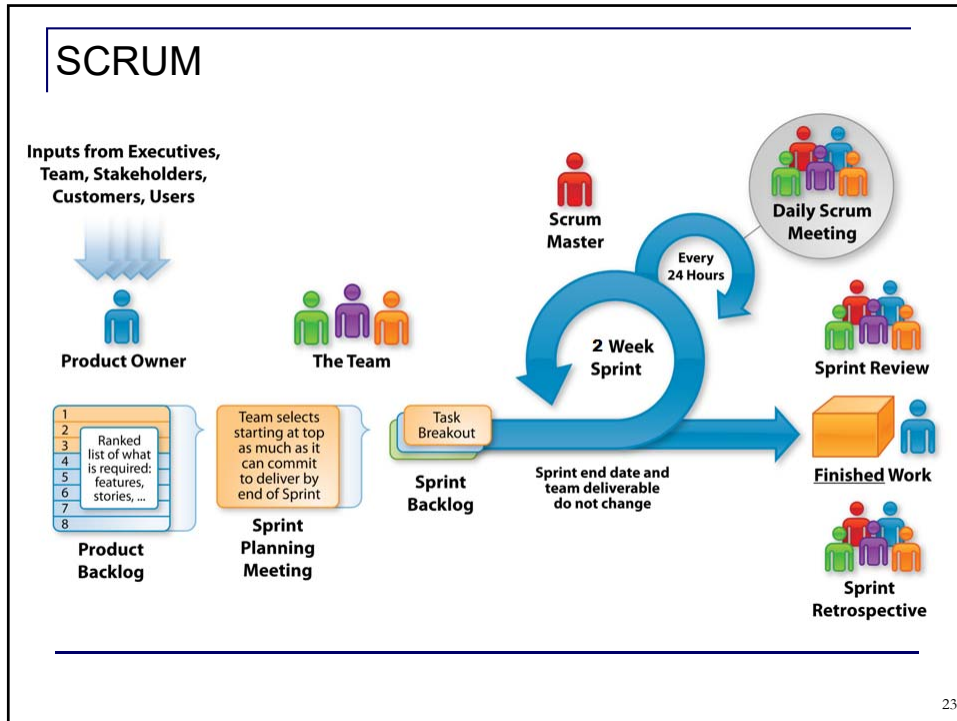 SCRUM
Inputs from Executives,
Team, Stakeholders,
Customers, Users
Product Owner
The Team
Scrum
Master
Every
24 Hours
Daily Scrum
Meeting
2 Week
Sprint
Sprint Review
1
2
3
4
5
6
7
8
Ranked
list of what
is required:
features,
stories, ...
Product
Backlog
Team selects
starting at top
as much as it
can commit
to deliver by
end of Sprint
Sprint
Planning
Meeting
Task
Breakout
Sprint
Backlog
Sprint end date and
team deliverable
do not change
Finished Work
Sprint
Retrospective
23